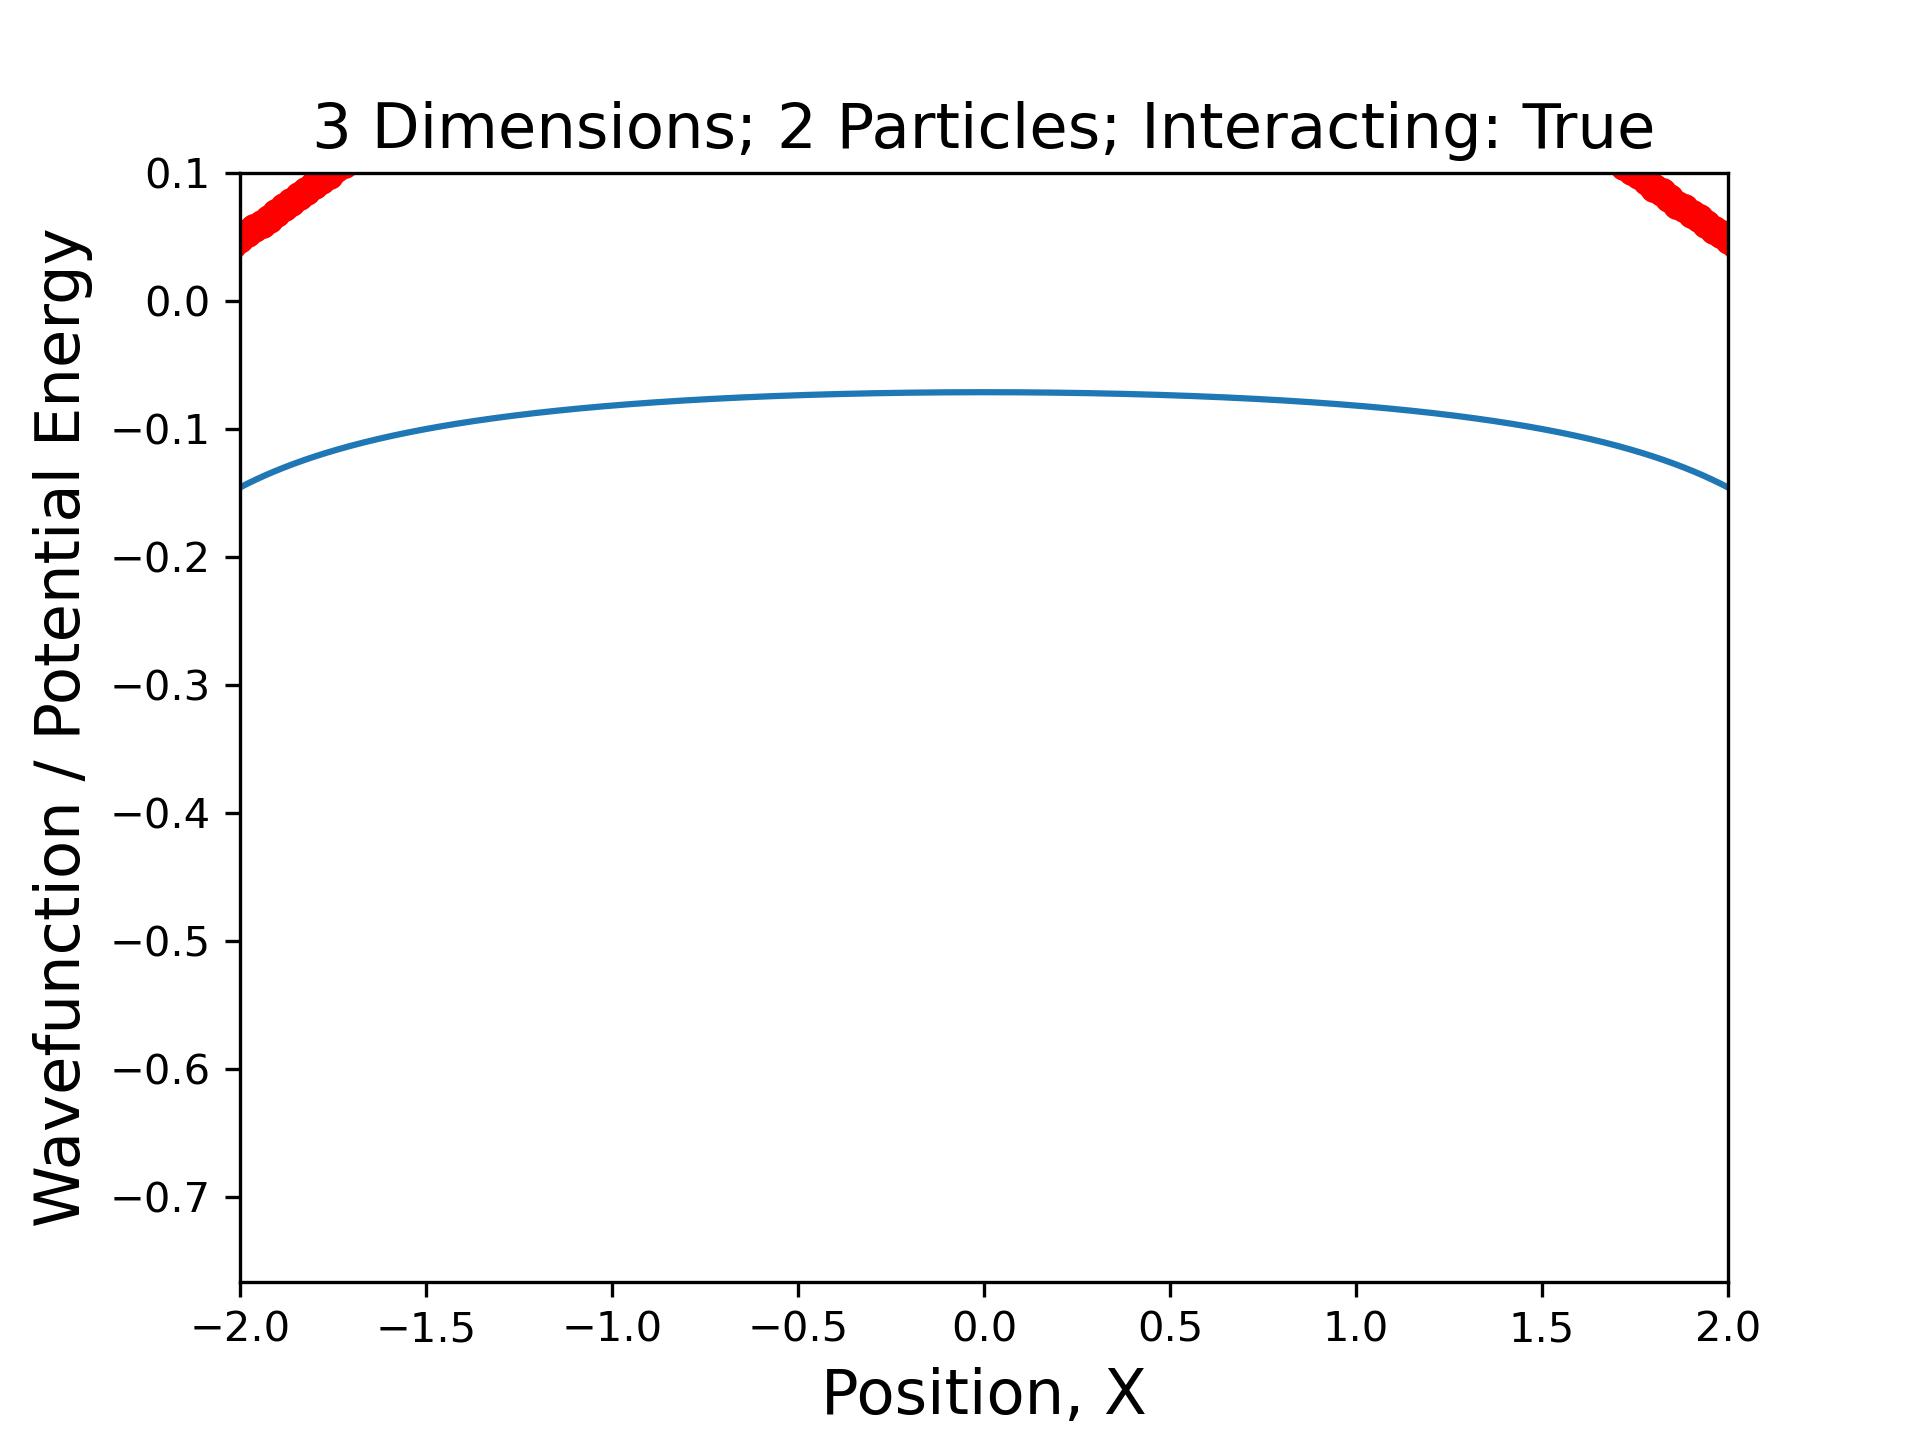 3 Dimensions; 2 Particles; Interacting: True
Wavefunction / Potential Energy
0.1
0.0
−0.1
−0.2
−0.3
−0.4
−0.5
−0.6
−0.7
−2.0 −1.5 −1.0 −0.5 0.0 0.5 1.0 1.5 2.0
Position, X